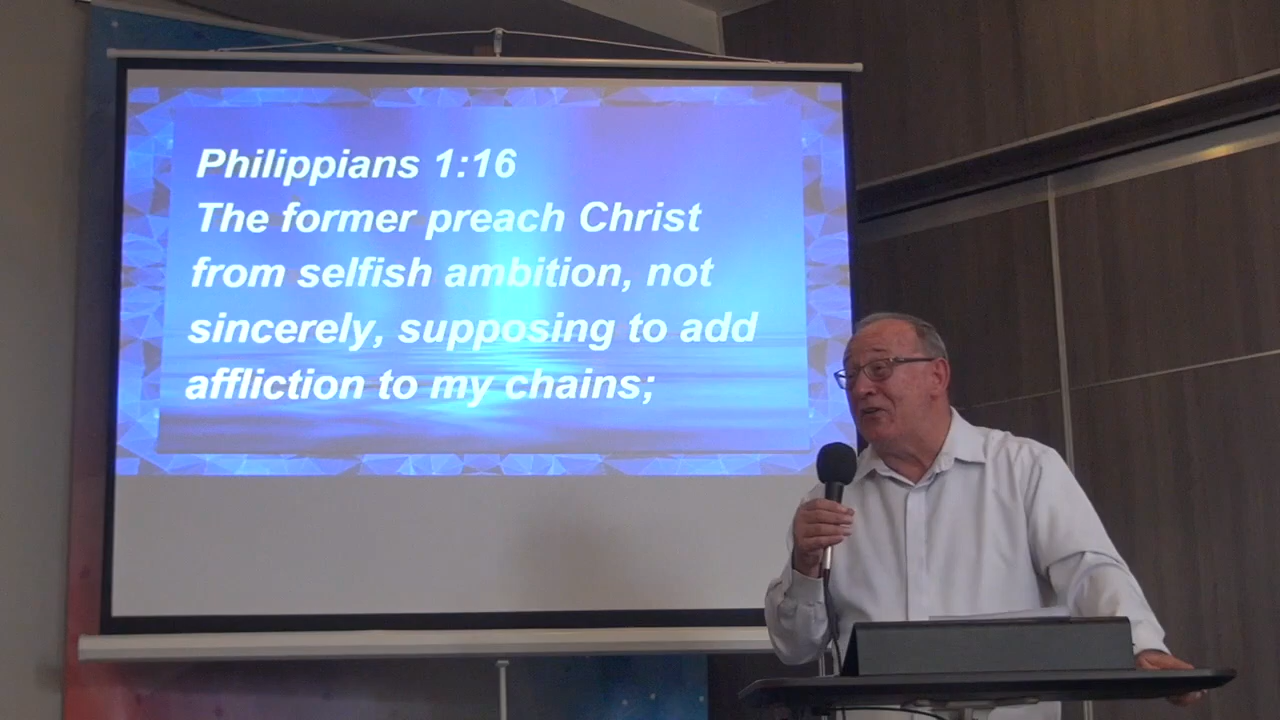 Philippians 1:16
The former preach Christ
from selfish ambition, not
sincerely, supposing to add
affliction to my chains;